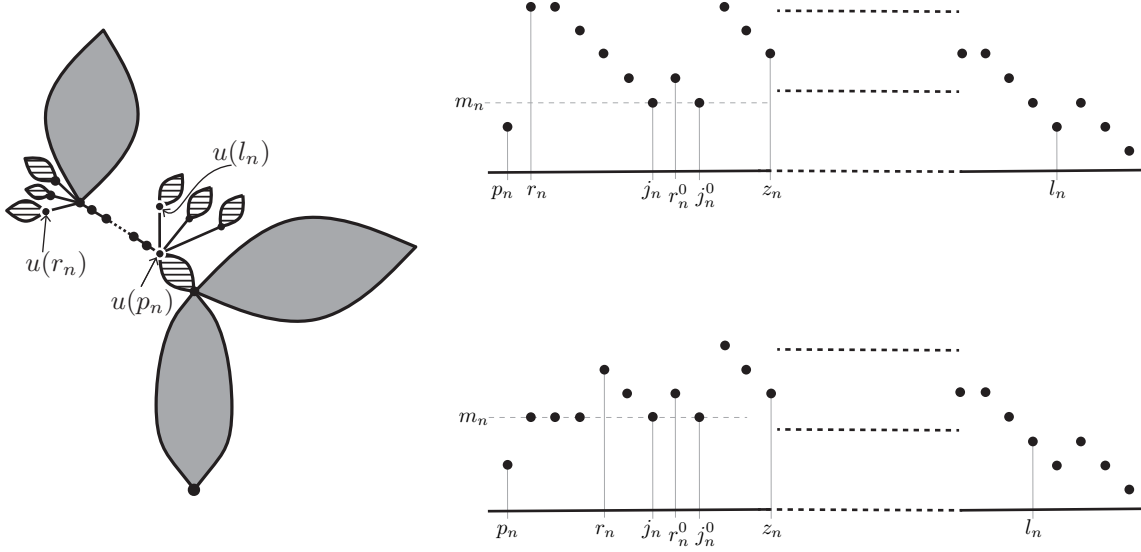 u(l_n)
u(r_n)
u(p_n)
m_n
p_n r_n j_n r_n^0 j_n^0 z_n l_n
m_n
p_n r_n j_n r_n^0 j_n^0 z_n l_n